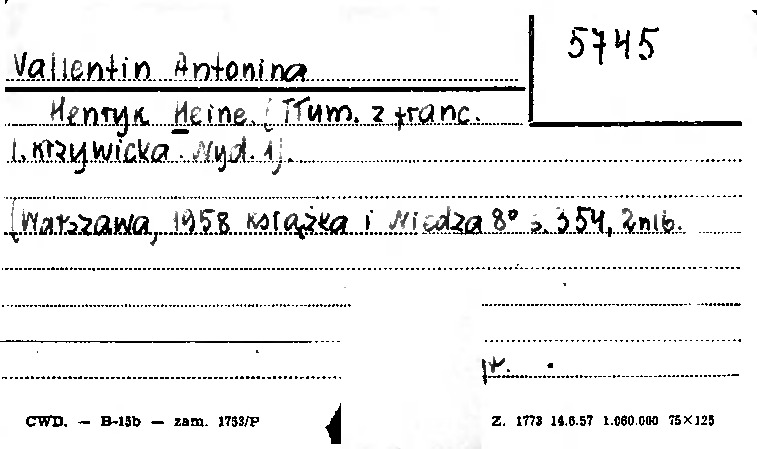 5745
Vallentin Antonina
Henryk Heine. [Tłum. z franc.
I. Krzywicka. Wyd. 1].
[Warszawa, 1958 Książka i Wiedza 8° s. 354, 2nlb.
CWD. — B-15b — zam. 1753/P
Z. 1773 14.6.57 1.060.000 75×125